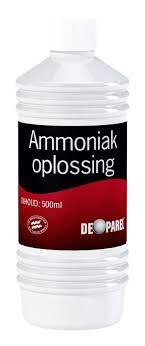 Ammoniak
oplossing
INHOUD: 500ml
DE PAREL